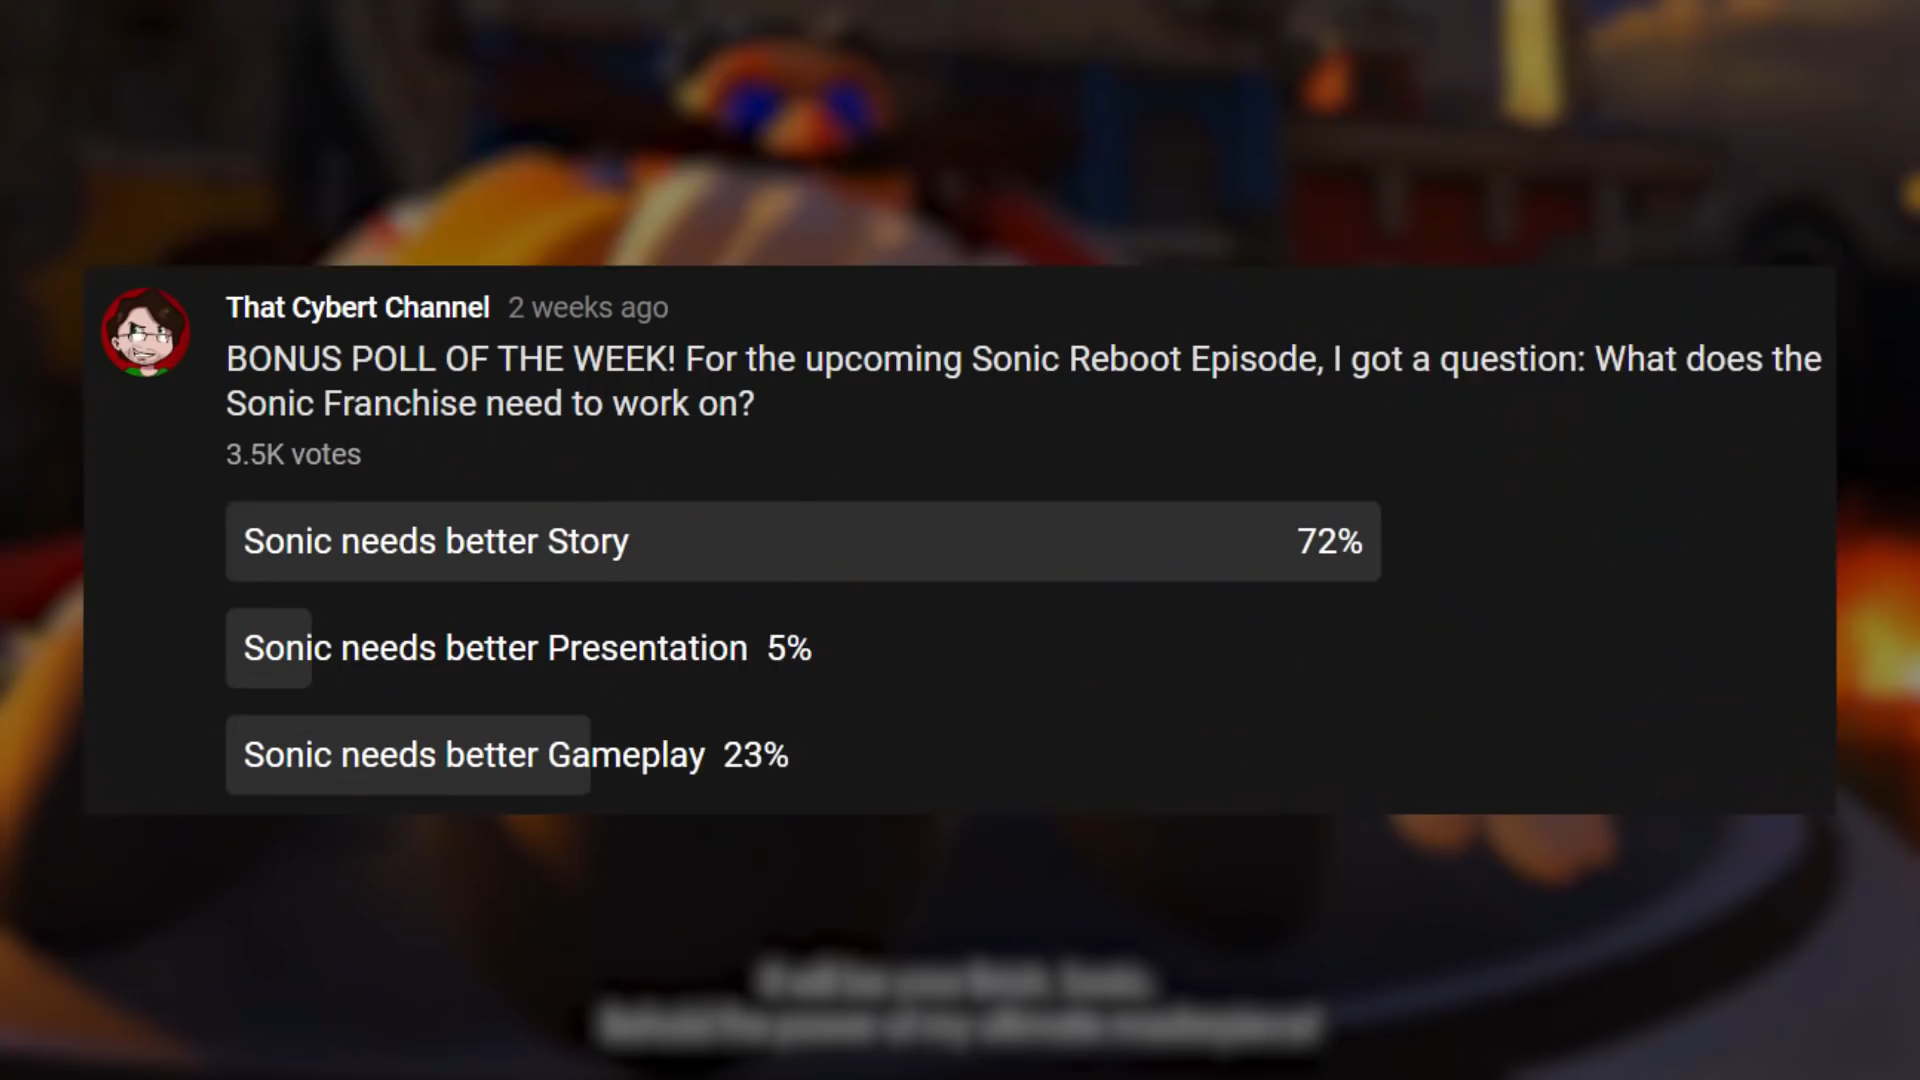 That Cybert Channel 2 weeks ago
BONUS POLL OF THE WEEK! For the upcoming Sonic Reboot Episode, I got a question: What does the
Sonic Franchise need to work on?
3.5K votes
Sonic needs better Story 72%
Sonic needs better Presentation 5%
Sonic needs better Gameplay 23%